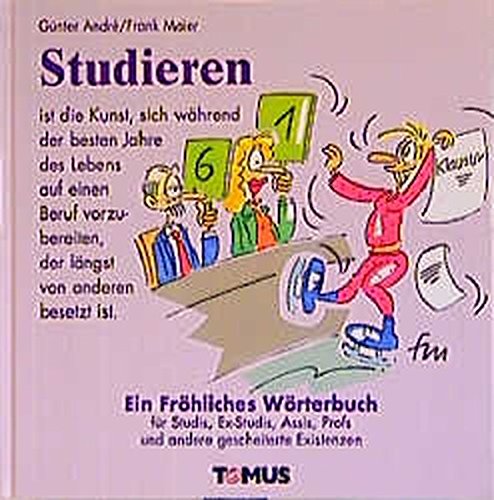 Günter André/Frank Maier
Studieren
ist die Kunst, sich während
der besten Jahre
des Lebens
auf einen
Beruf vorzu-
bereiten,
der längst
von anderen
besetzt ist.
6
1
Klausur
fm
Ein Fröhliches Wörterbuch
für Studis, Ex-Studis, Assis, Profs
und andere gescheiterte Existenzen
TOMUS